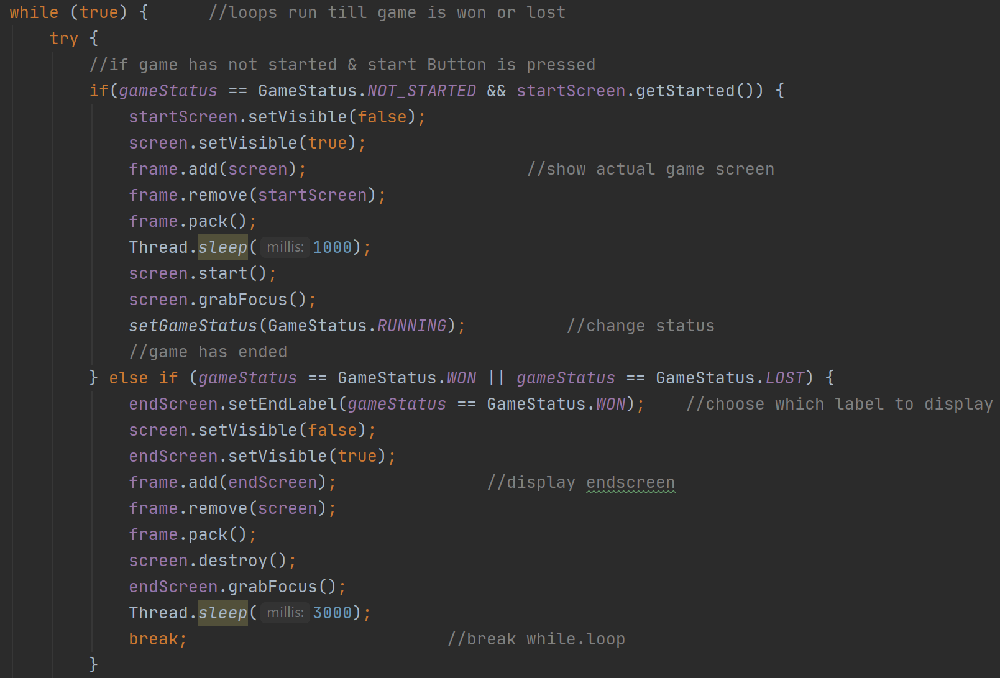 while (true) {      //loops run till game is won or lost
    try {
        //if game has not started & start Button is pressed
        if(gameStatus == GameStatus.NOT_STARTED && startScreen.getStarted()) {
            startScreen.setVisible(false);
            screen.setVisible(true);
            frame.add(screen);                      //show actual game screen
            frame.remove(startScreen);
            frame.pack();
            Thread.sleep( millis: 1000);
            screen.start();
            screen.grabFocus();
            setGameStatus(GameStatus.RUNNING);          //change status
            //game has ended
        } else if (gameStatus == GameStatus.WON || gameStatus == GameStatus.LOST) {
            endScreen.setEndLabel(gameStatus == GameStatus.WON);    //choose which label to display
            screen.setVisible(false);
            endScreen.setVisible(true);
            frame.add(endScreen);               //display endscreen
            frame.remove(screen);
            frame.pack();
            screen.destroy();
            endScreen.grabFocus();
            Thread.sleep( millis: 3000);
            break;                          //break while.loop
        }